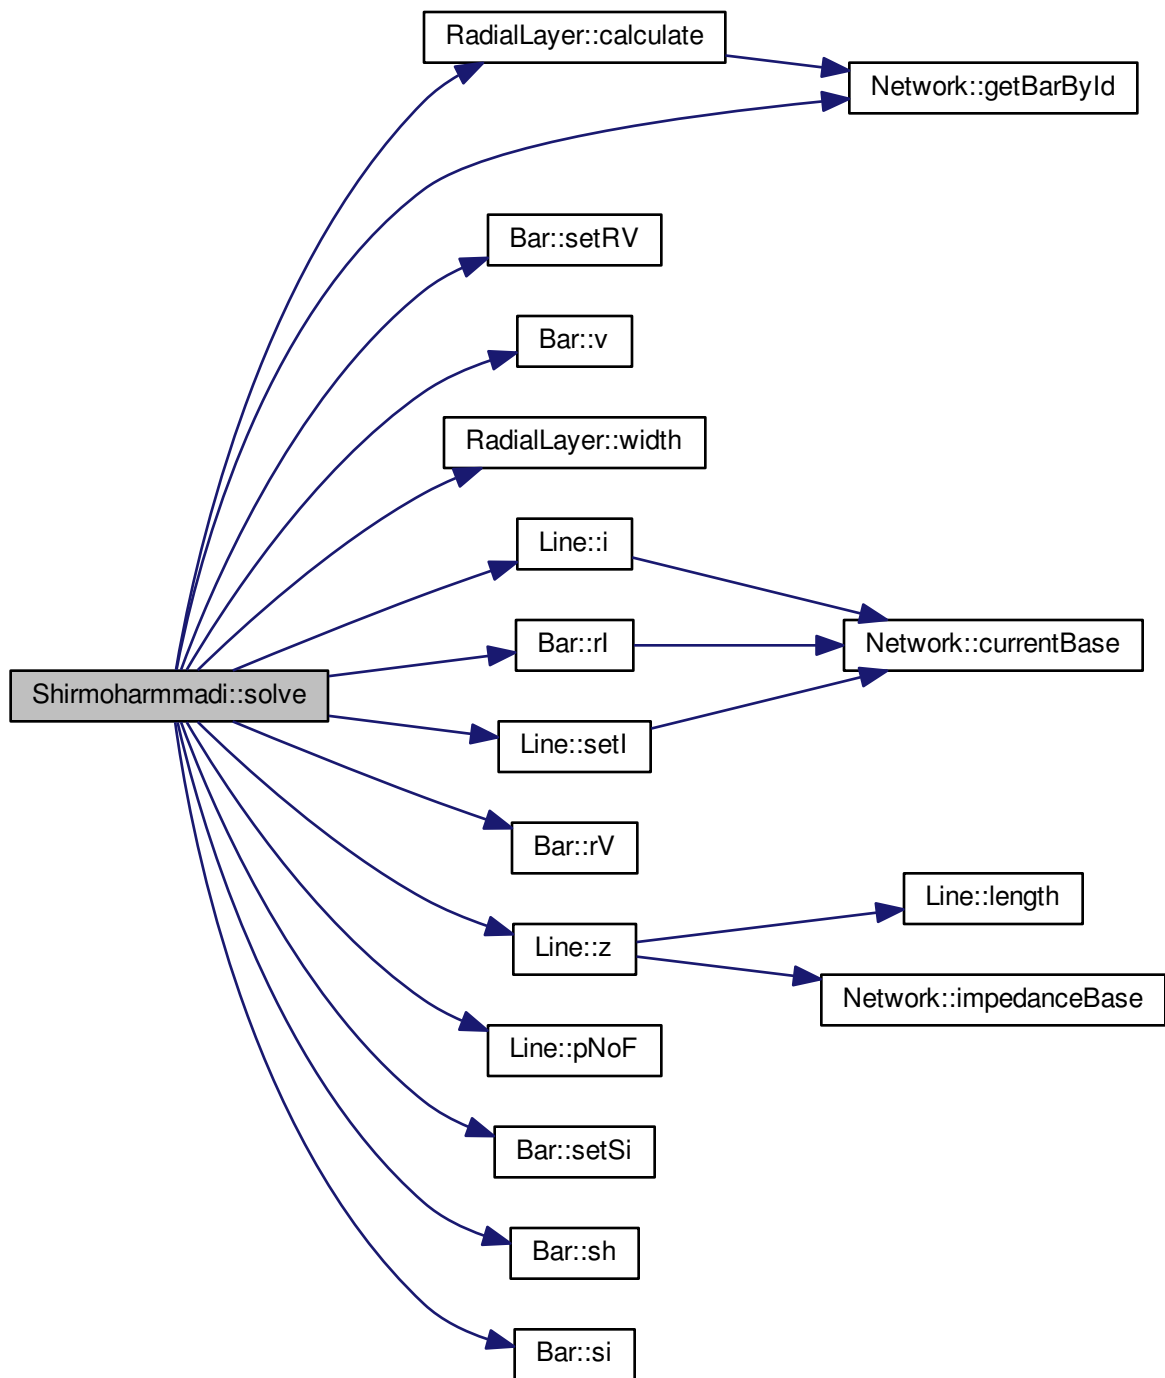 RadialLayer::calculate
Network::getBarById
Bar::setRV
Bar::v
RadialLayer::width
Line::i
Bar::rI
Network::currentBase
Shirmoharmmadi::solve
Line::setI
Bar::rV
Line::length
Line::z
Network::impedanceBase
Line::pNoF
Bar::setSi
Bar::sh
Bar::si